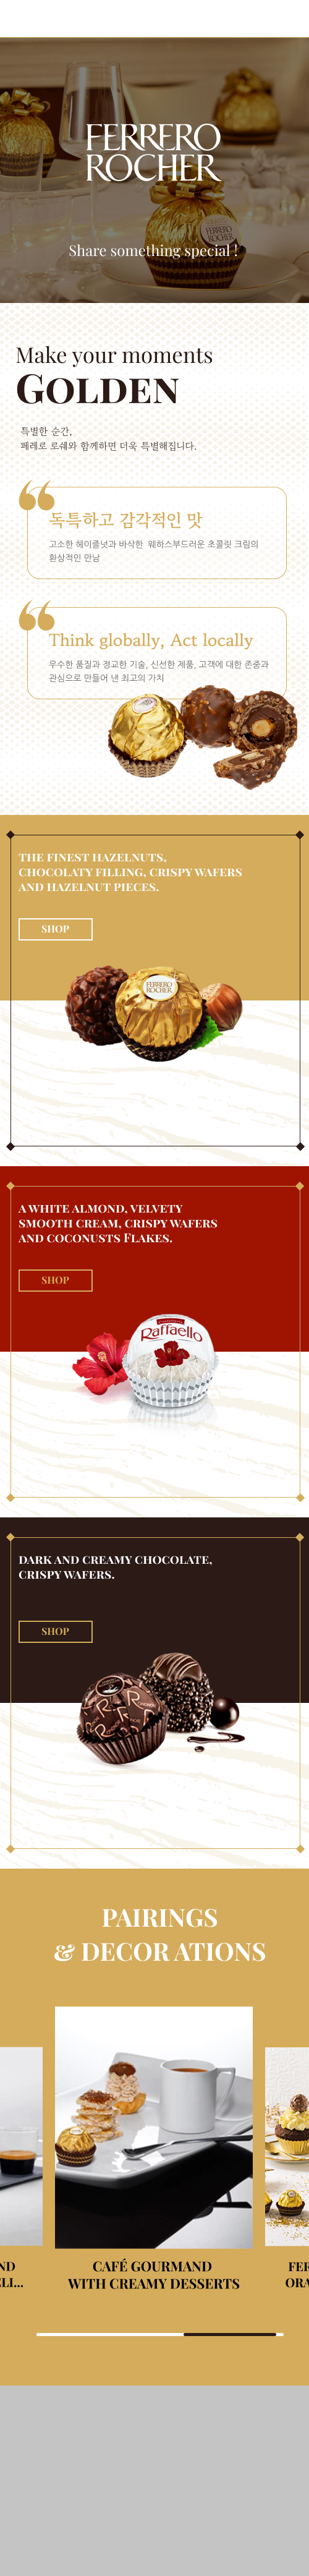 FERRERO
ROCHER
Share something special !
Make your moments
GOLDEN
특별한 순간,
페레로 로쉐와 함께하면 더욱 특별해집니다.
독특하고 감각적인 맛
고소한 헤이즐넛과 바삭한 웨하스부드러운 초콜릿 크림의
환상적인 만남
Think globally, Act locally
우수한 품질과 정교한 기술, 신선한 제품, 고객에 대한 존중과
관심으로 만들어 낸 최고의 가치
THE FINEST HAZELNUTS,
CHOCOLATY FILLING, CRISPY WAFERS
AND HAZELNUT PIECES.
SHOP
FERRERO
ROCHER
A WHITE ALMOND, VELVETY
SMOOTH CREAM, CRISPY WAFERS
AND COCONUSTS FLAKES.
SHOP
Raffaello
DARK AND CREAMY CHOCOLATE,
CRISPY WAFERS.
SHOP
PAIRINGS
& DECOR ATIONS
ND
LI...
CAFÉ GOURMAND
WITH CREAMY DESSERTS
FER
ORA